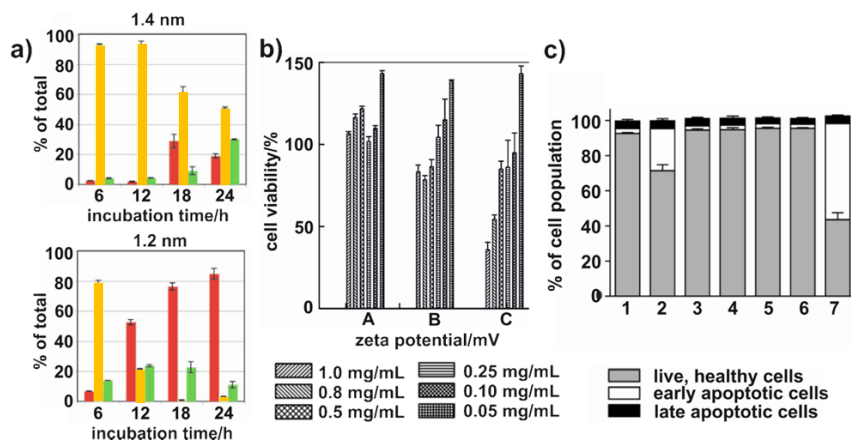 a)
1.4 nm
% of total
100
80
60
40
20
0
6 12 18 24
incubation time/h
1.2 nm
% of total
100
80
60
40
20
0
6 12 18 24
incubation time/h
b)
cell viability/%
150
100
50
0
A B C
zeta potential/mV
1.0 mg/mL 0.25 mg/mL
0.8 mg/mL 0.10 mg/mL
0.5 mg/mL 0.05 mg/mL
c)
% of cell population
100
80
60
40
20
0
1 2 3 4 5 6 7
live, healthy cells
early apoptotic cells
late apoptotic cells